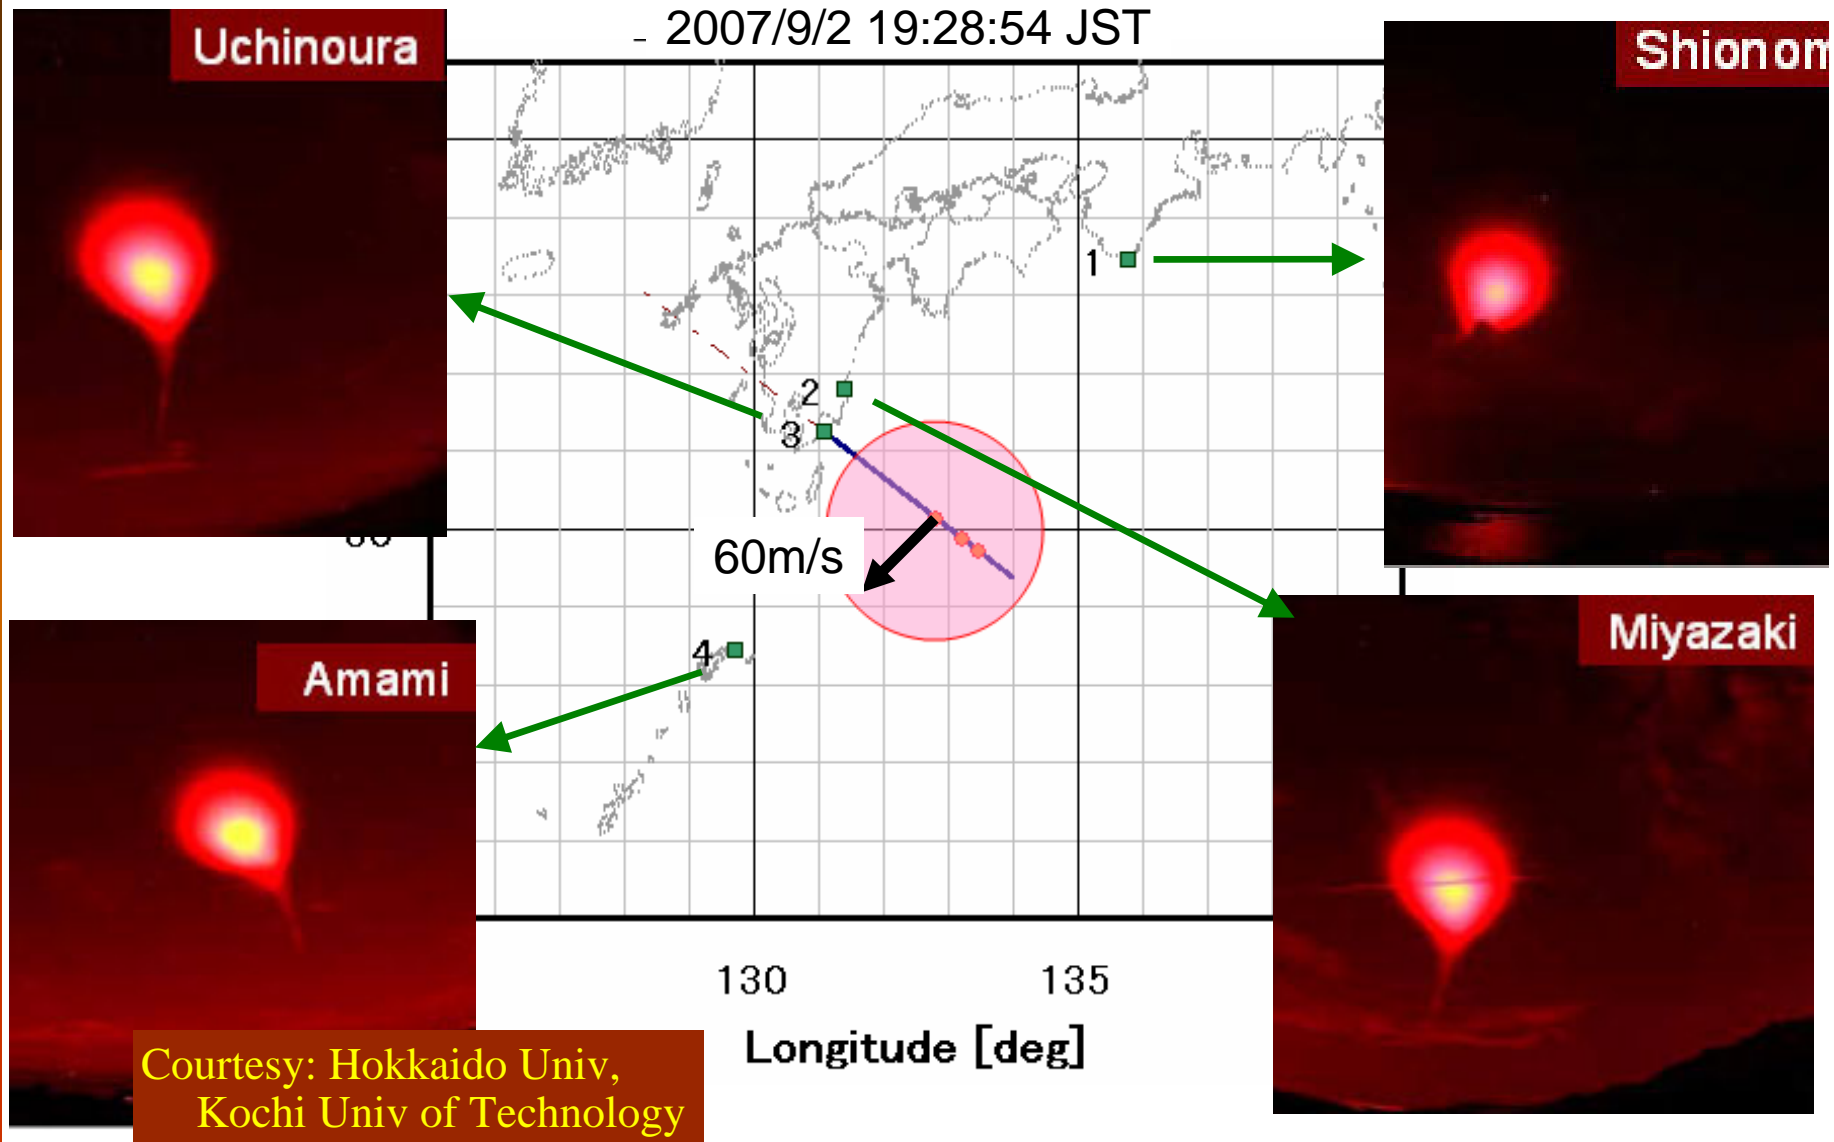 2007/9/2 19:28:54 JST
Uchinoura
Shionom
1
2
3
60m/s
4
Amami
Miyazaki
130
135
Longitude [deg]
Courtesy: Hokkaido Univ,
Kochi Univ of Technology